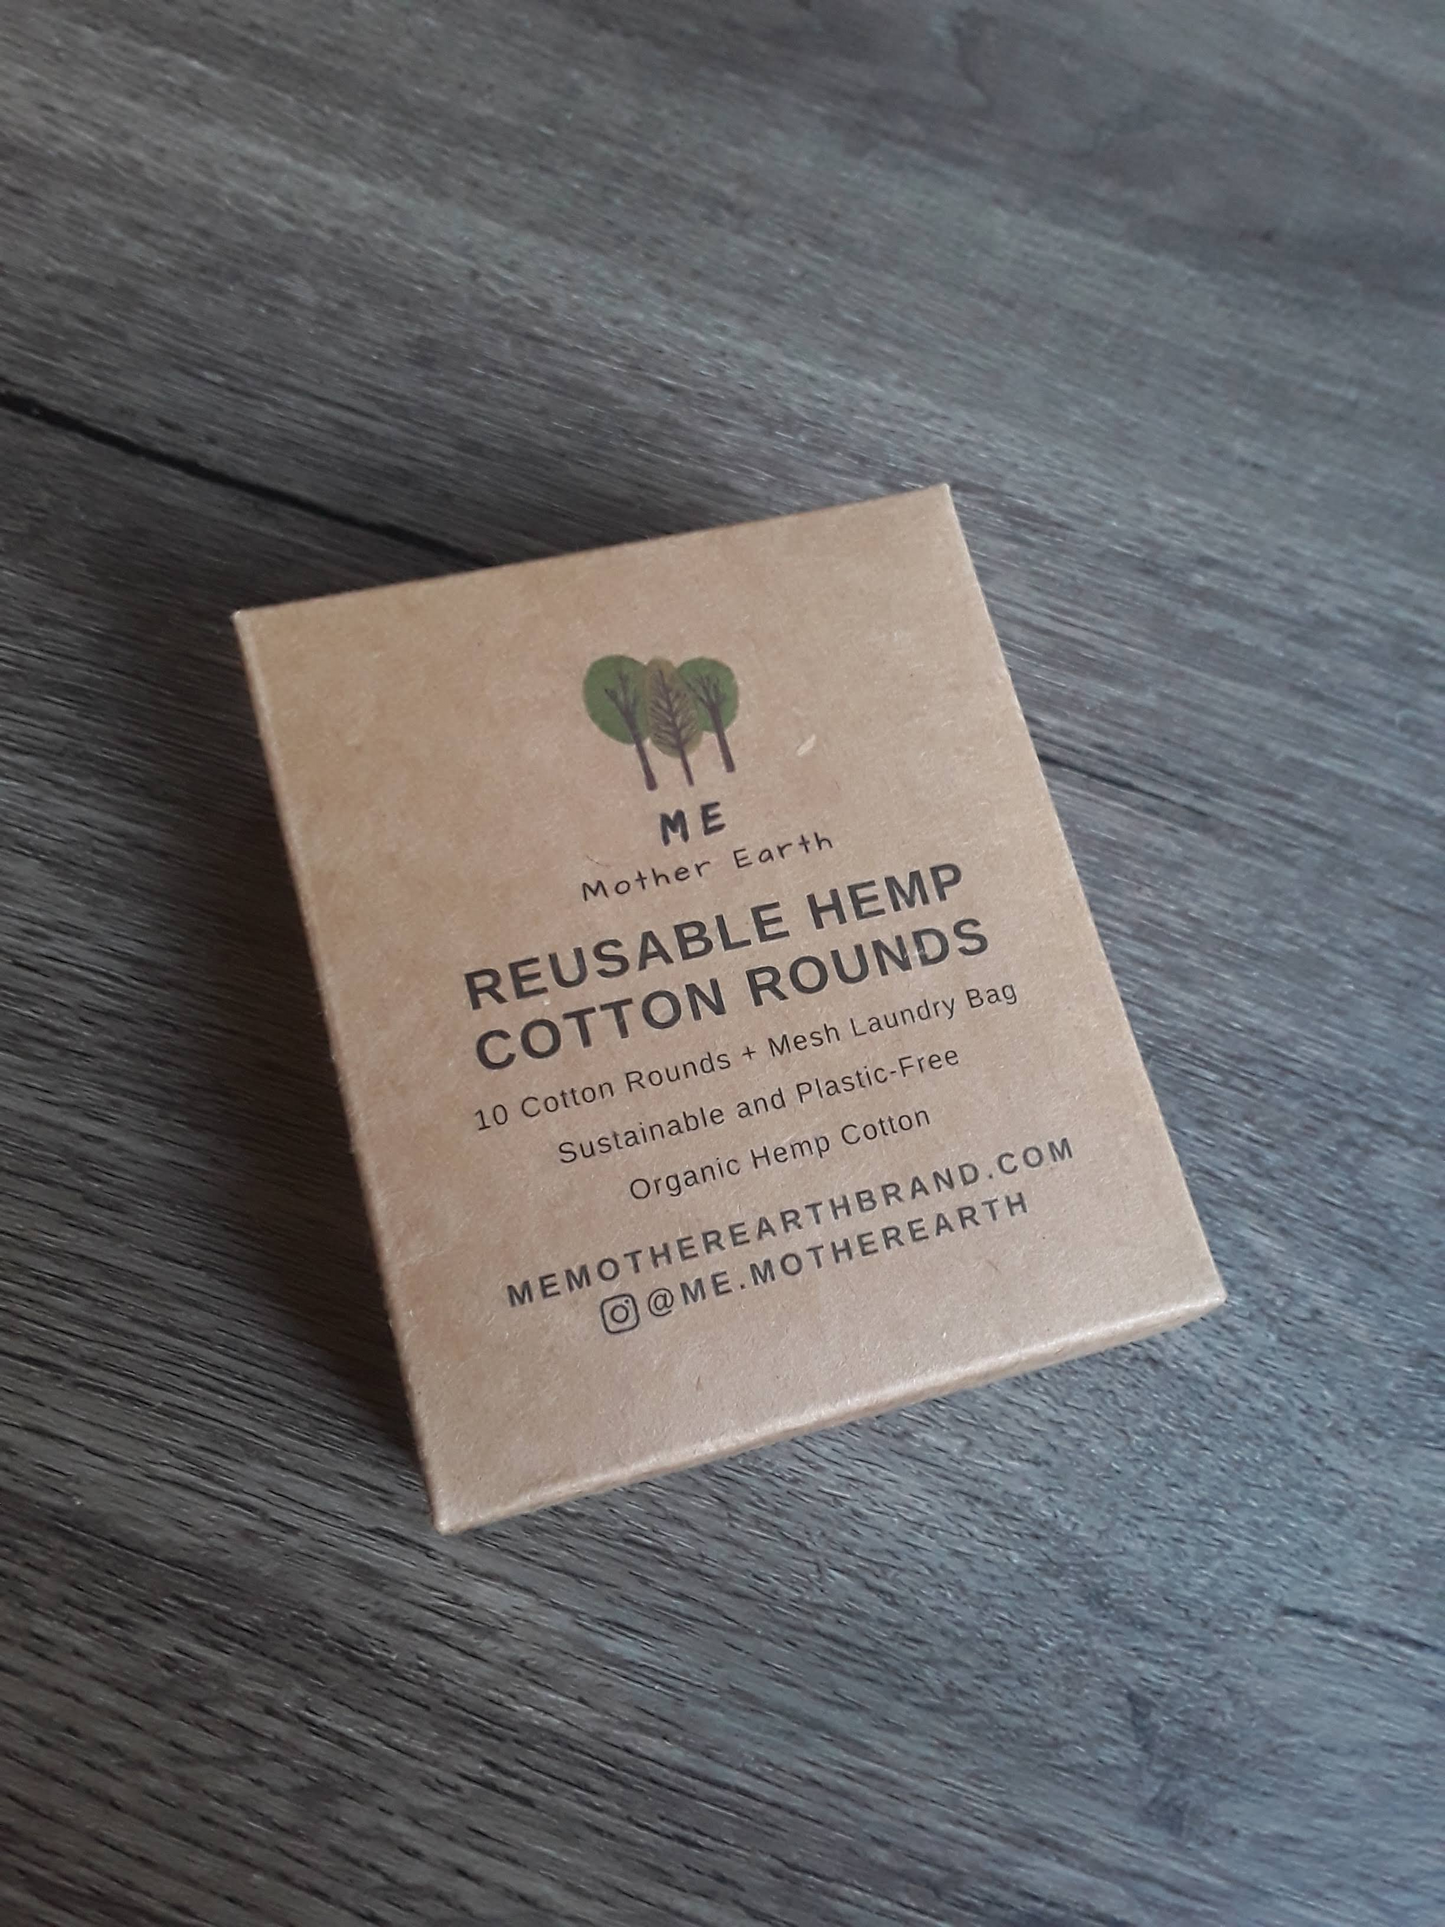 ME
Mother Earth
REUSABLE HEMP
COTTON ROUNDS
10 Cotton Rounds + Mesh Laundry Bag
Sustainable and Plastic-Free
Organic Hemp Cotton
MEMOTHEREARTHBRAND.COM
@ME.MOTHEREARTH